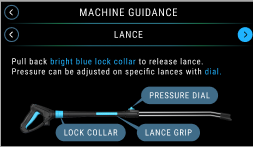 MACHINE GUIDANCE
LANCE
Pull back bright blue lock collar to release lance.
Pressure can be adjusted on specific lances with dial.
PRESSURE DIAL
LOCK COLLAR
LANCE GRIP